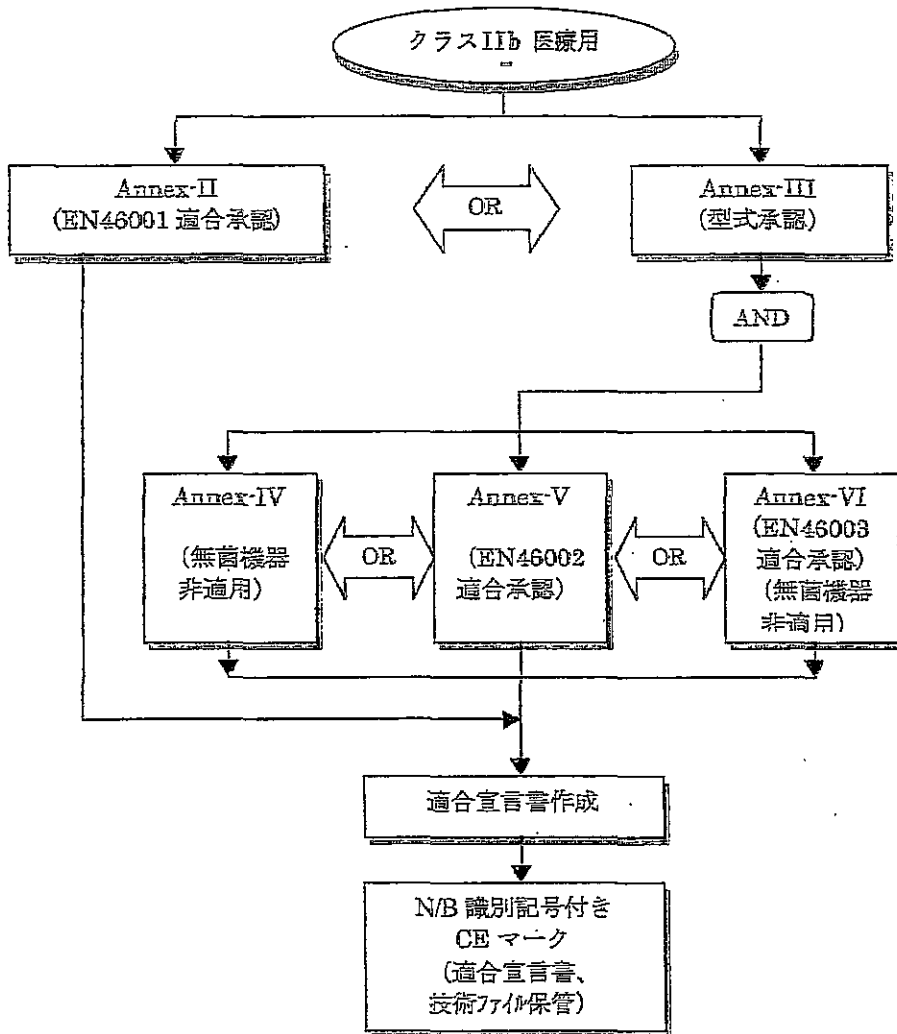 クラスIIb 医療用
Annex-II
(EN46001 適合承認)
OR
Annex-III
(型式承認)
AND
Annex-IV
(無菌機器
非適用)
OR
Annex-V
(EN46002
適合承認)
OR
Annex-VI
(EN46003
適合承認)
(無菌機器
非適用)
適合宣言書作成
N/B 識別記号付き
CE マーク
(適合宣言書、
技術ファイル保管)